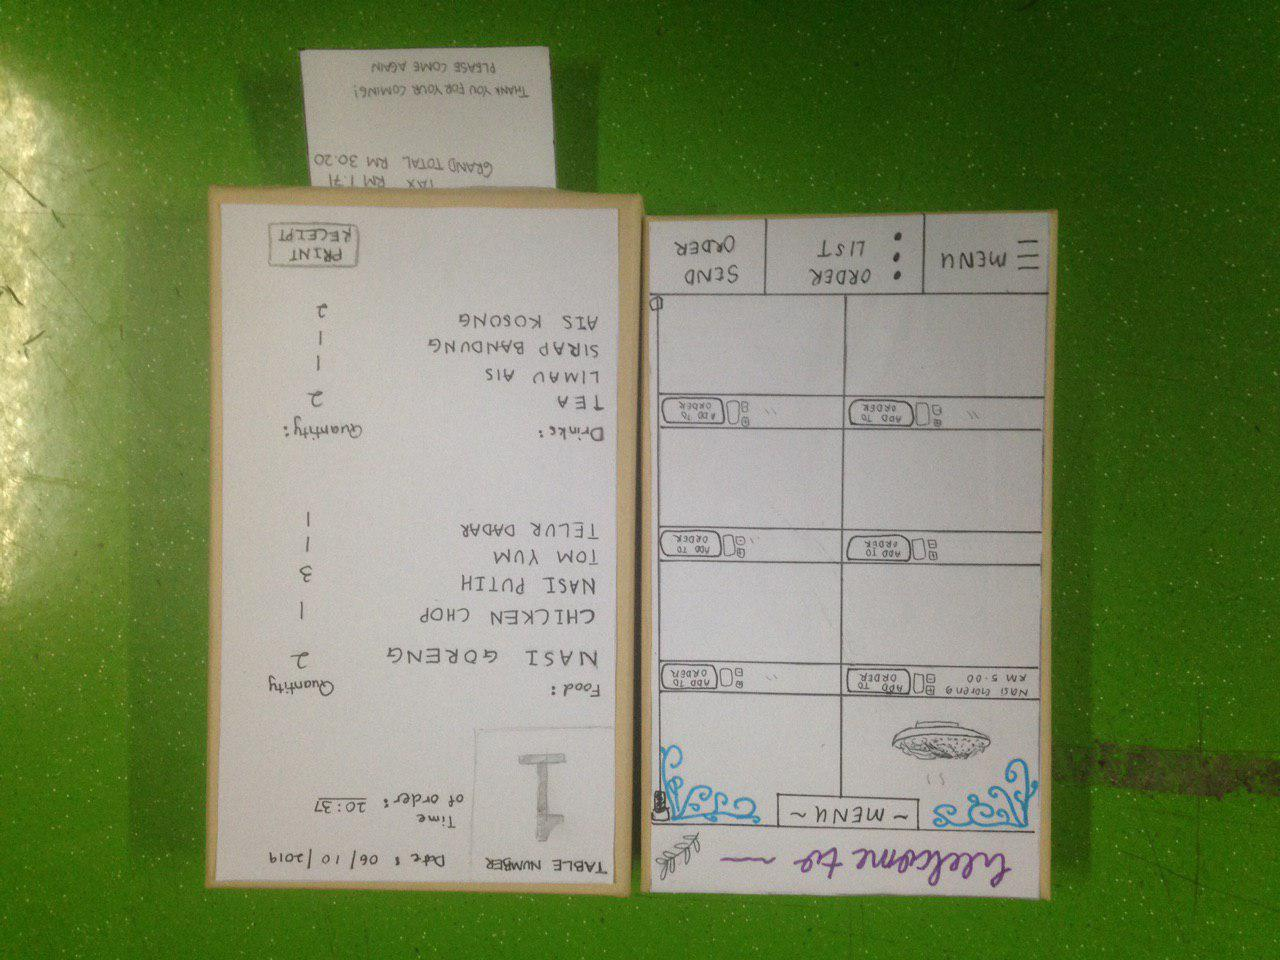 Welcome to ~
~ MENU ~
Nasi Goreng
RM 5.00
ADD TO
ORDER
ADD TO
ORDER
ADD TO
ORDER
ADD TO
ORDER
ADD TO
ORDER
ADD TO
ORDER
MENU
ORDER
LIST
SEND
ORDER
TABLE NUMBER
1
Date : 06/10/2019
Time
of order: 20:37
Food: Quantity
NASI GORENG 2
CHICKEN CHOP 1
NASI PUTIH 3
TOM YUM 1
TELUR DADAR 1
Drinks: Quantity:
TEA 2
LIMAU AIS 1
SIRAP BANDUNG 1
AIS KOSONG 2
PRINT
RECEIPT
TAX RM 1.71
GRAND TOTAL RM 30.20
THANK YOU FOR YOUR COMING!
PLEASE COME AGAIN